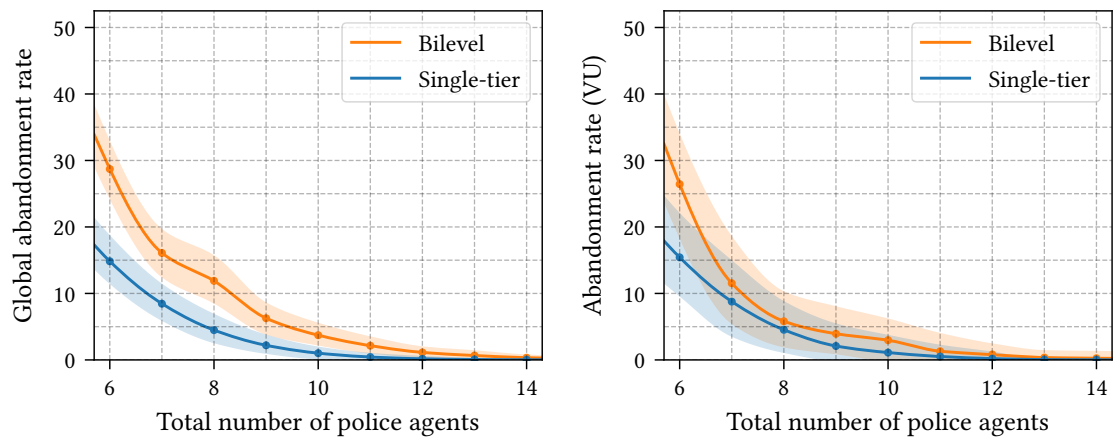 Global abandonment rate
50
40
30
20
10
0
6
8
10
12
14
Total number of police agents
Bilevel
Single-tier
Abandonment rate (VU)
50
40
30
20
10
0
6
8
10
12
14
Total number of police agents
Bilevel
Single-tier